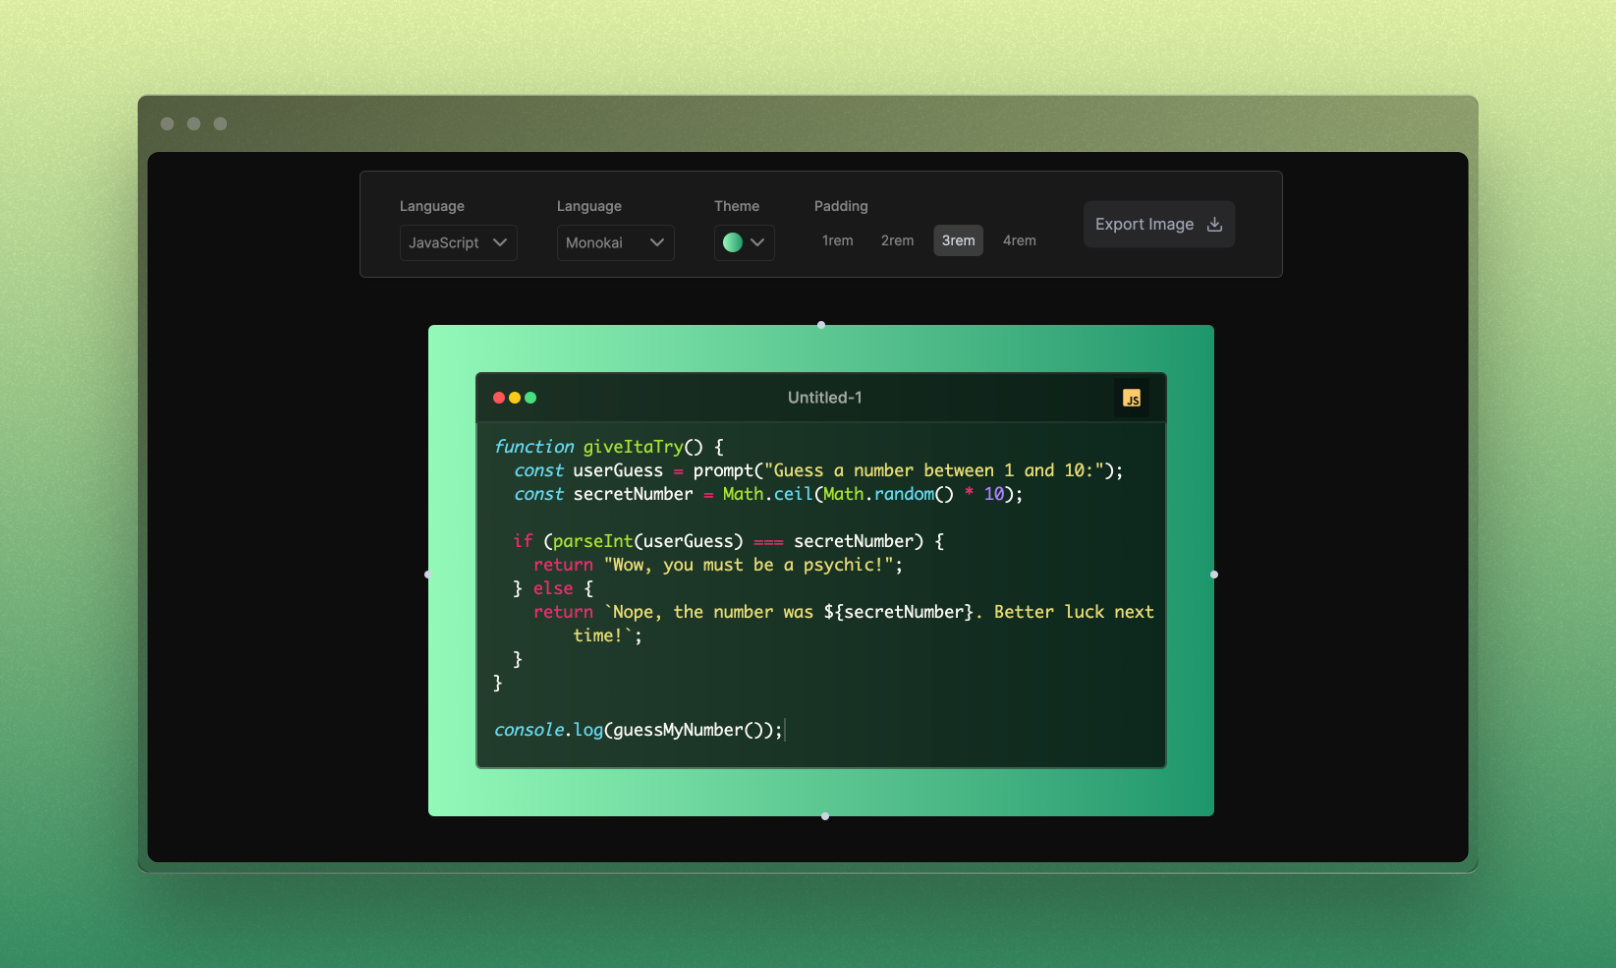 Language Language Theme Padding
JavaScript Monokai 1rem 2rem 3rem 4rem Export Image
Untitled-1 JS
function giveItaTry() {
  const userGuess = prompt("Guess a number between 1 and 10:");
  const secretNumber = Math.ceil(Math.random() * 10);
  if (parseInt(userGuess) === secretNumber) {
    return "Wow, you must be a psychic!";
  } else {
    return `Nope, the number was ${secretNumber}. Better luck next
        time!`;
  }
}
console.log(guessMyNumber());